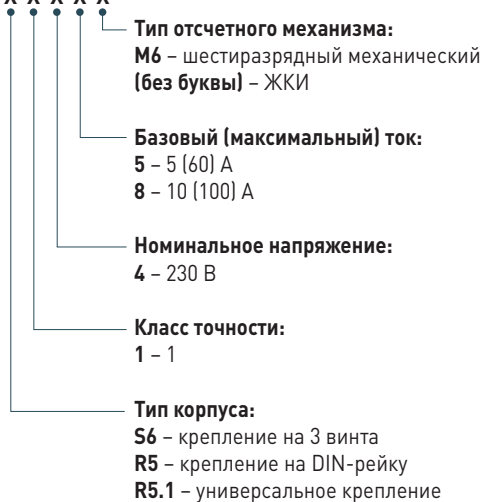 Тип отсчетного механизма:
М6 – шестиразрядный механический
(без буквы) – ЖКИ
Базовый (максимальный) ток:
5 – 5 (60) А
8 – 10 (100) А
Номинальное напряжение:
4 – 230 В
Класс точности:
1 – 1
Тип корпуса:
S6 – крепление на 3 винта
R5 – крепление на DIN-рейку
R5.1 – универсальное крепление